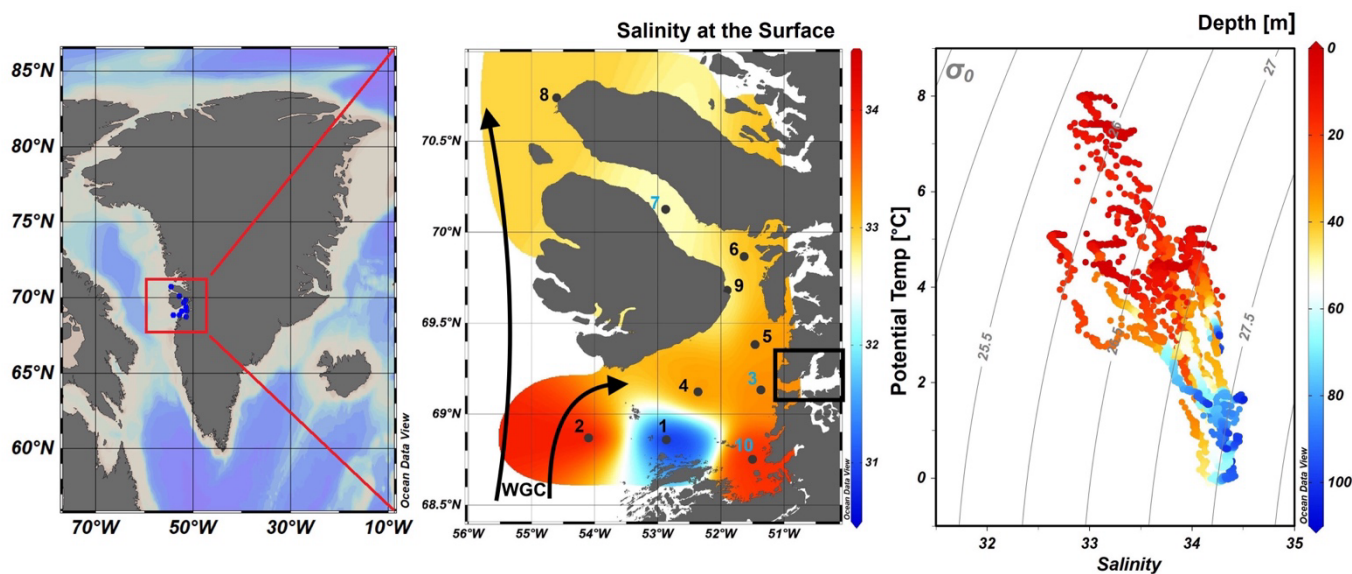 85°N
80°N
75°N
70°N
65°N
60°N
70°W
50°W
30°W
10°W
Ocean Data View
Salinity at the Surface
8
7
6
9
5
4
3
2
1
10
WGC
70.5°N
70°N
69.5°N
69°N
68.5°N
56°W
55°W
54°W
53°W
52°W
51°W
34
33
32
31
Ocean Data View
Depth [m]
σ₀
25.5
26
26.5
27
27.5
Potential Temp [°C]
8
6
4
2
0
32
33
34
35
Salinity
0
20
40
60
80
100
Ocean Data View